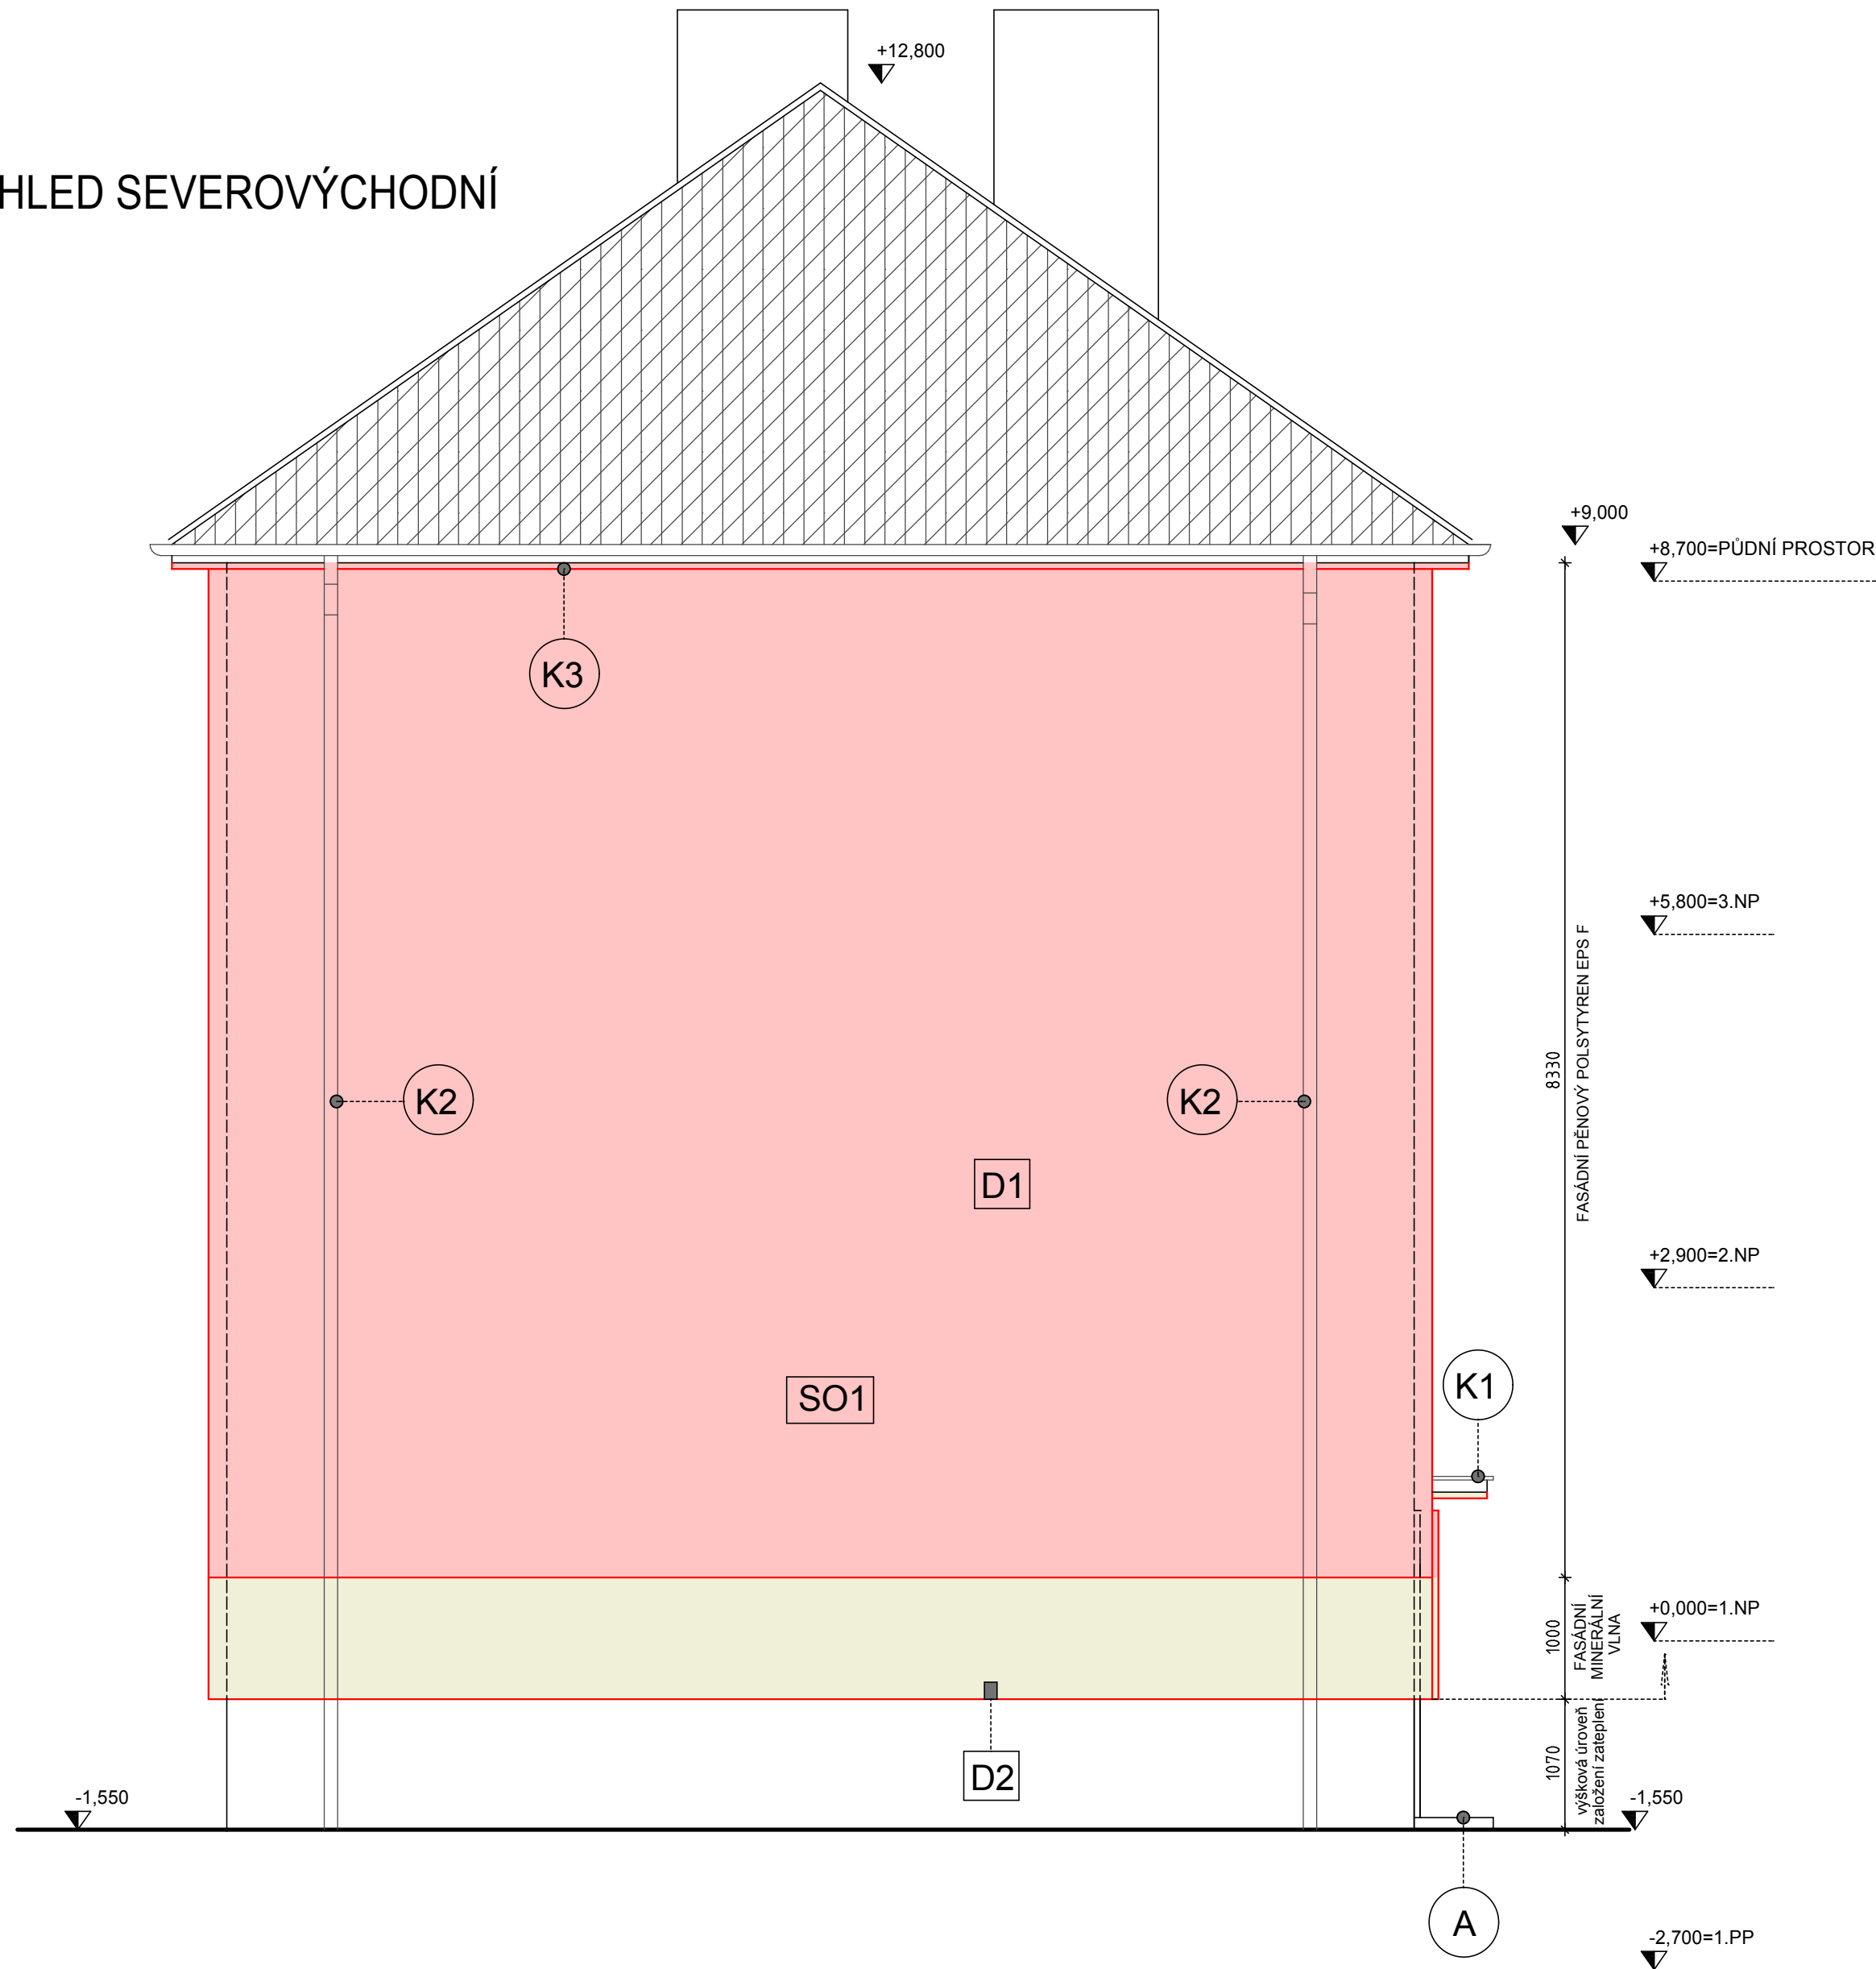 +12,800
HLED SEVEROVÝCHODNÍ
+9,000
+8,700=PŮDNÍ PROSTOR
K3
+5,800=3.NP
8330
FASÁDNÍ PĚNOVÝ POLSYTYREN EPS F
K2
K2
D1
+2,900=2.NP
K1
SO1
+0,000=1.NP
1000
FASÁDNÍ
MINERÁLNÍ
VLNA
D2
1070
výšková úroveň
založení zateplení
-1,550
-1,550
A
-2,700=1.PP